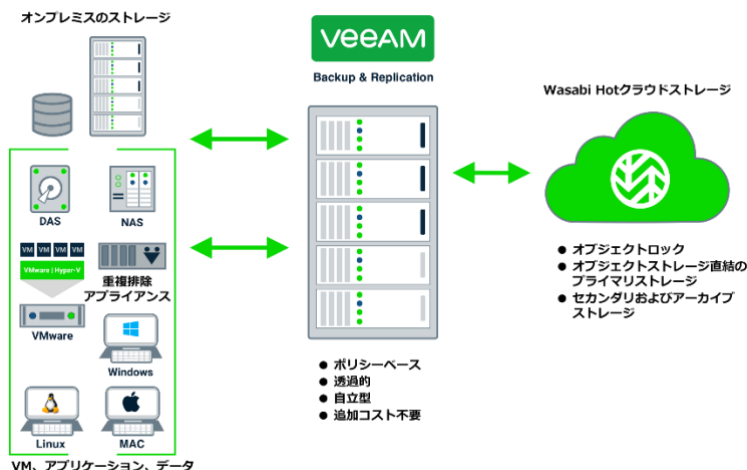 オンプレミスのストレージ
DAS
NAS
VM VM VM VM
VMware | Hyper-V
重複排除
アプライアンス
VMware
Windows
Linux
MAC
VM、アプリケーション、データ
veeAM
Backup & Replication
● ポリシーベース
● 透過的
● 自立型
● 追加コスト不要
Wasabi Hotクラウドストレージ
● オブジェクトロック
● オブジェクトストレージ直結の
プライマリストレージ
● セカンダリおよびアーカイブ
ストレージ